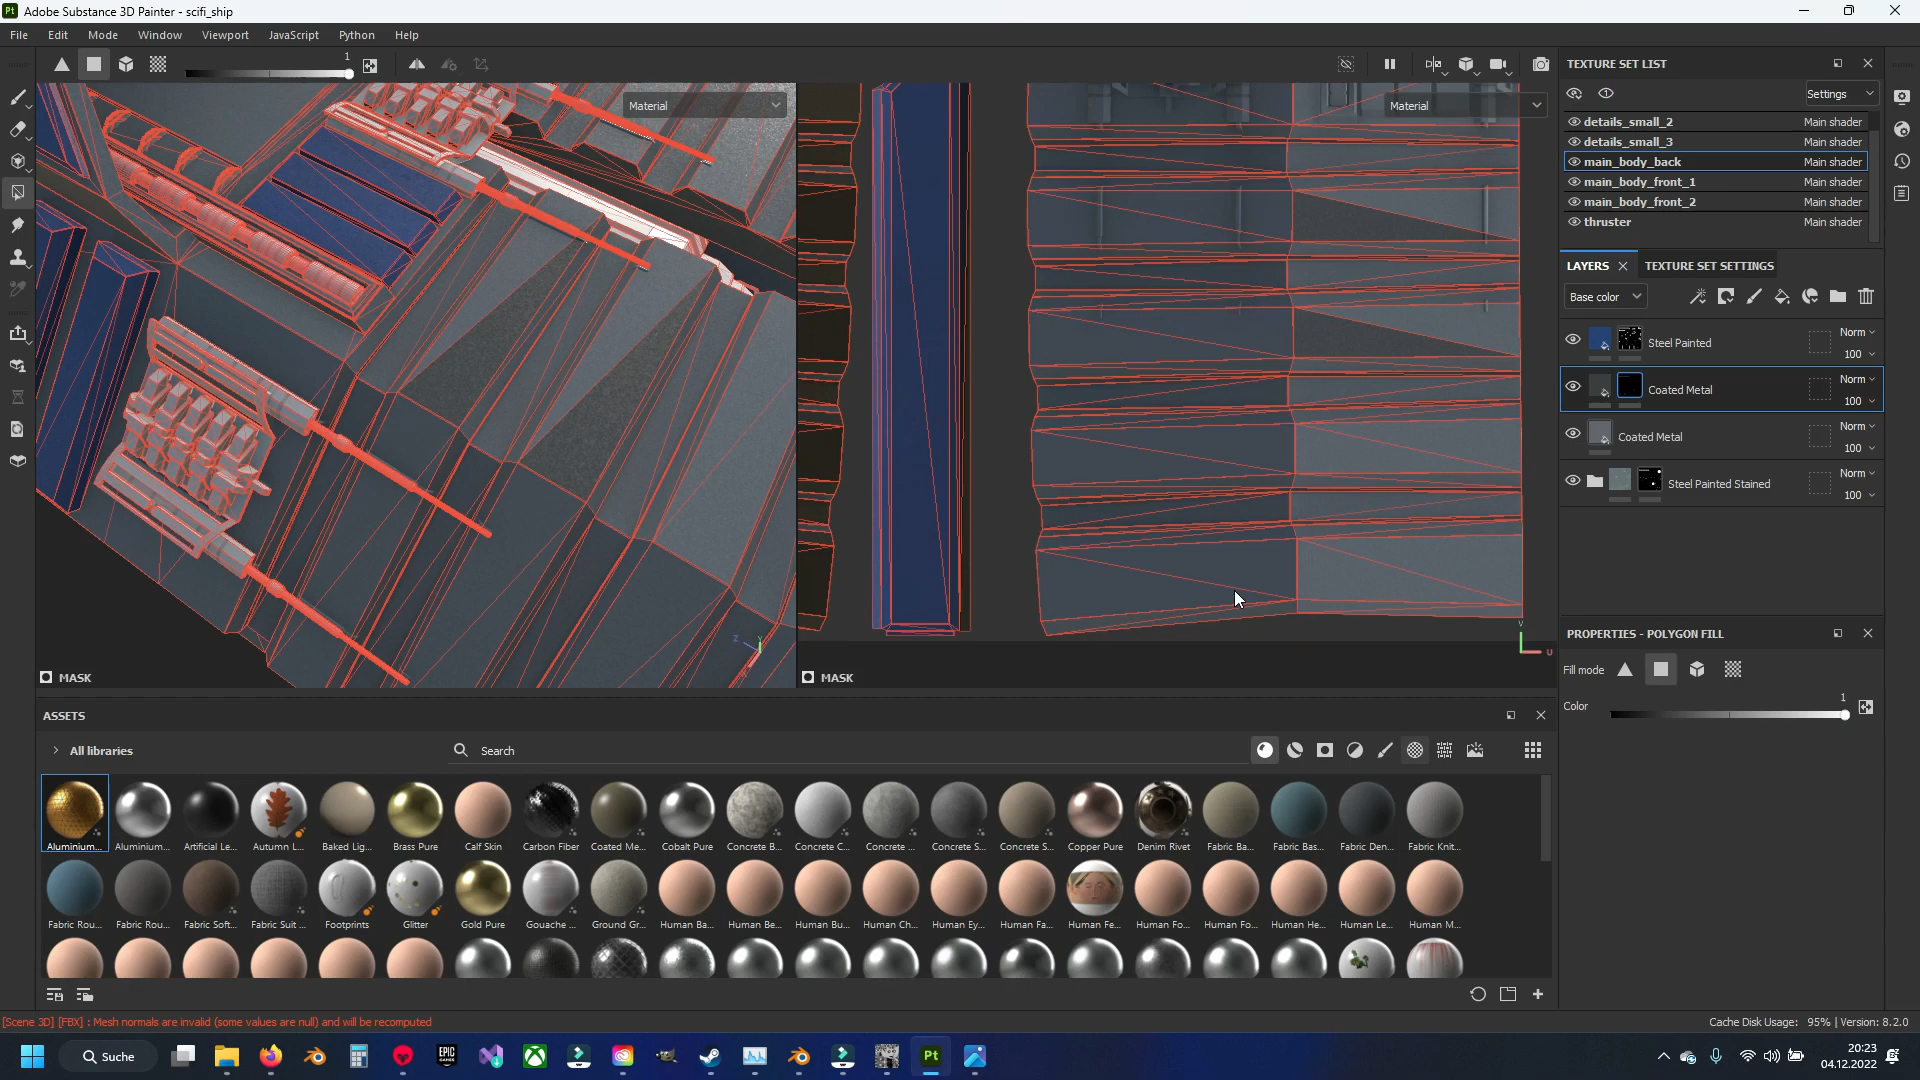 Pt Adobe Substance 3D Painter - scifi_ship
File Edit Mode Window Viewport JavaScript Python Help
1
Material
Material
MASK
MASK
TEXTURE SET LIST
Settings
details_small_2 Main shader
details_small_3 Main shader
main_body_back Main shader
main_body_front_1 Main shader
main_body_front_2 Main shader
thruster Main shader
LAYERS TEXTURE SET SETTINGS
Base color
Steel Painted Norm 100
Coated Metal Norm 100
Coated Metal Norm 100
Steel Painted Stained Norm 100
PROPERTIES - POLYGON FILL
Fill mode
Color 1
ASSETS
All libraries Search
Aluminium... Aluminium... Artificial Le... Autumn L... Baked Lig... Brass Pure Calf Skin Carbon Fiber Coated Me... Cobalt Pure Concrete B... Concrete C... Concrete ... Concrete S... Concrete S... Copper Pure Denim Rivet Fabric Ba... Fabric Bas... Fabric Den... Fabric Knit...
Fabric Rou... Fabric Rou... Fabric Soft... Fabric Suit ... Footprints Glitter Gold Pure Gouache ... Ground Gr... Human Ba... Human Be... Human Bu... Human Ch... Human Ey... Human Fa... Human Fe... Human Fo... Human Fo... Human He... Human Le... Human M...
[Scene 3D] [FBX] : Mesh normals are invalid (some values are null) and will be recomputed
Cache Disk Usage: 95% | Version: 8.2.0
Suche
EPIC GAMES
Pt
20:23
04.12.2022